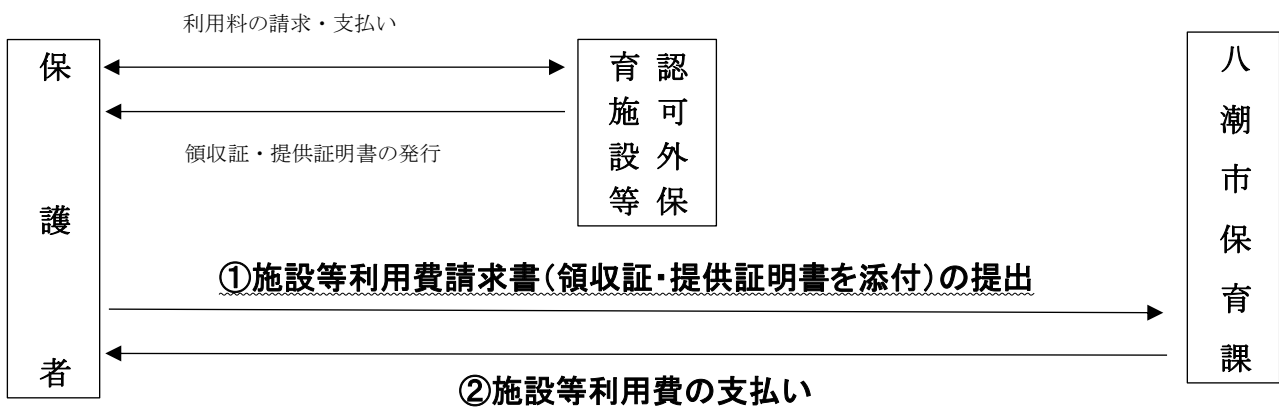 利用料の請求・支払い
保護者
認可外保育施設等
八潮市保育課
領収証・提供証明書の発行
①施設等利用費請求書（領収証・提供証明書を添付）の提出
②施設等利用費の支払い